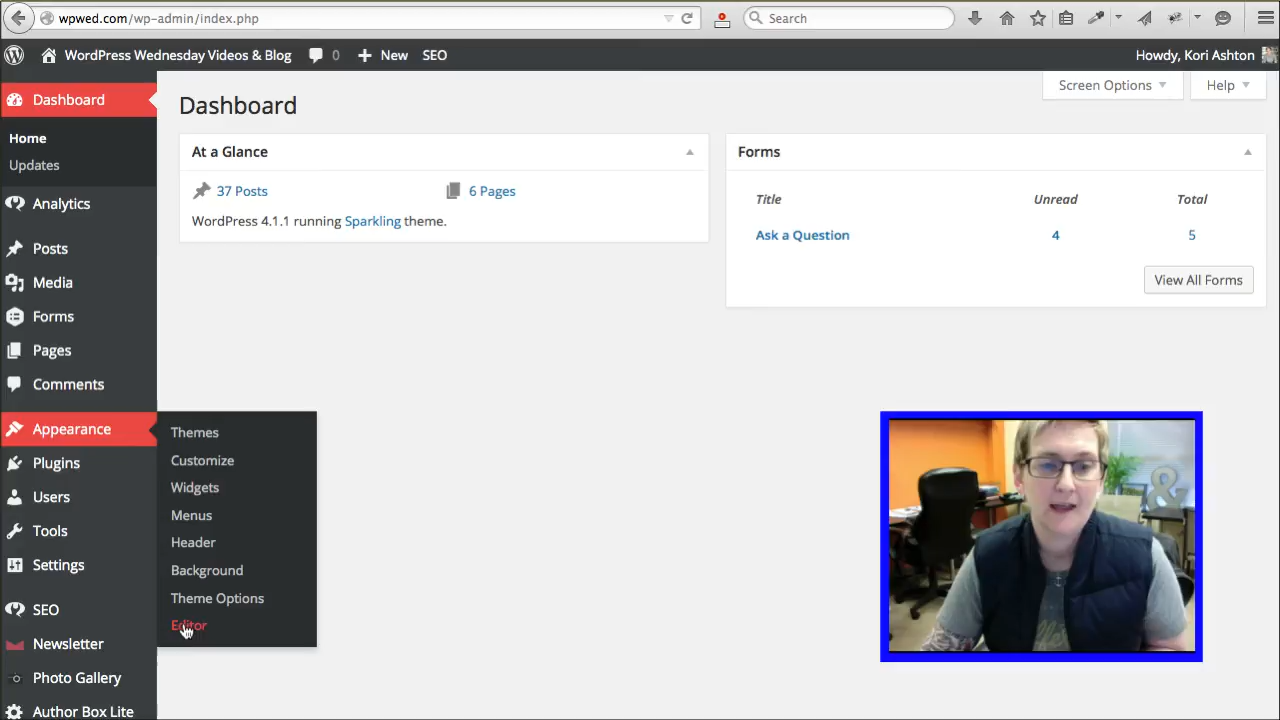 wpwed.com/wp-admin/index.php
Search
WordPress Wednesday Videos & Blog
0
New
SEO
Howdy, Kori Ashton
Dashboard
Home
Updates
Analytics
Posts
Media
Forms
Pages
Comments
Appearance
Plugins
Users
Tools
Settings
SEO
Newsletter
Photo Gallery
Author Box Lite
Themes
Customize
Widgets
Menus
Header
Background
Theme Options
Editor
Screen Options
Help
Dashboard
At a Glance
37 Posts
6 Pages
WordPress 4.1.1 running Sparkling theme.
Forms
Title Unread Total
Ask a Question 4 5
View All Forms
&